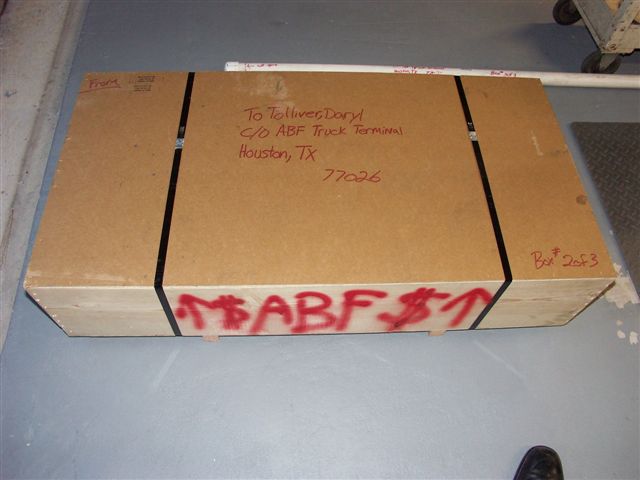 From
To Tolliver, Daryl
c/o ABF Truck Terminal
Houston, TX
77026
Box # 2 of 3
↑$ ABF $↑